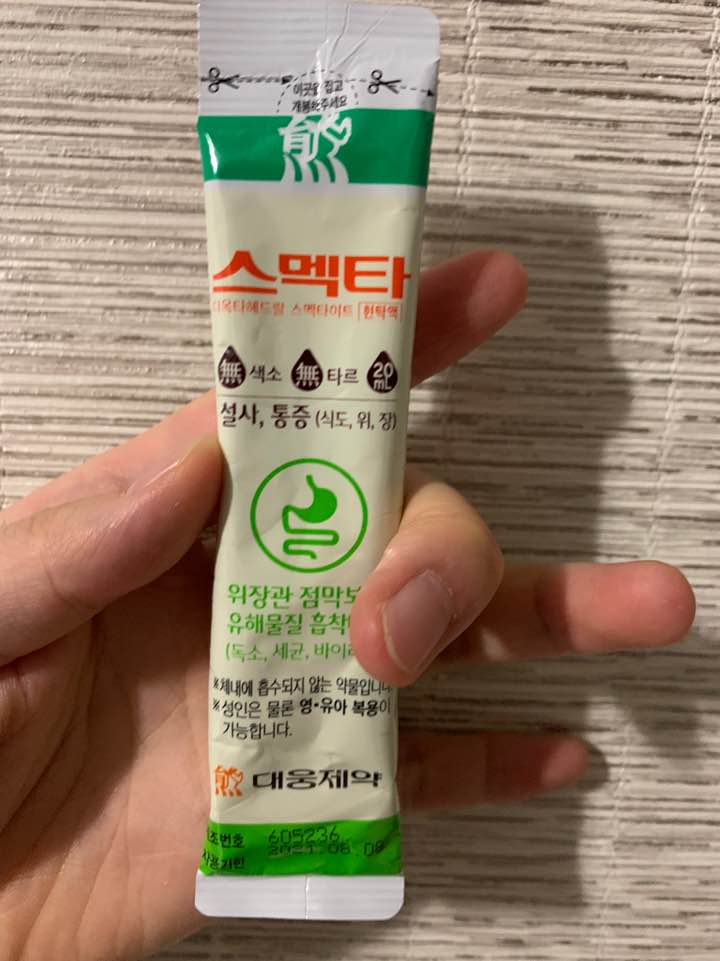 이곳을 잡고
개봉해주세요
스멕타
디옥타헤드랄 스멕타이트 현탁액
無 색소 無 타르 20 mL
설사, 통증 (식도, 위, 장)
위장관 점막보
유해물질 흡착
(독소, 세균, 바이러
※체내에 흡수되지 않는 약물입니다.
※성인은 물론 영·유아 복용이
가능합니다.
대웅제약
제조번호 605236
사용기한 2021.08.08